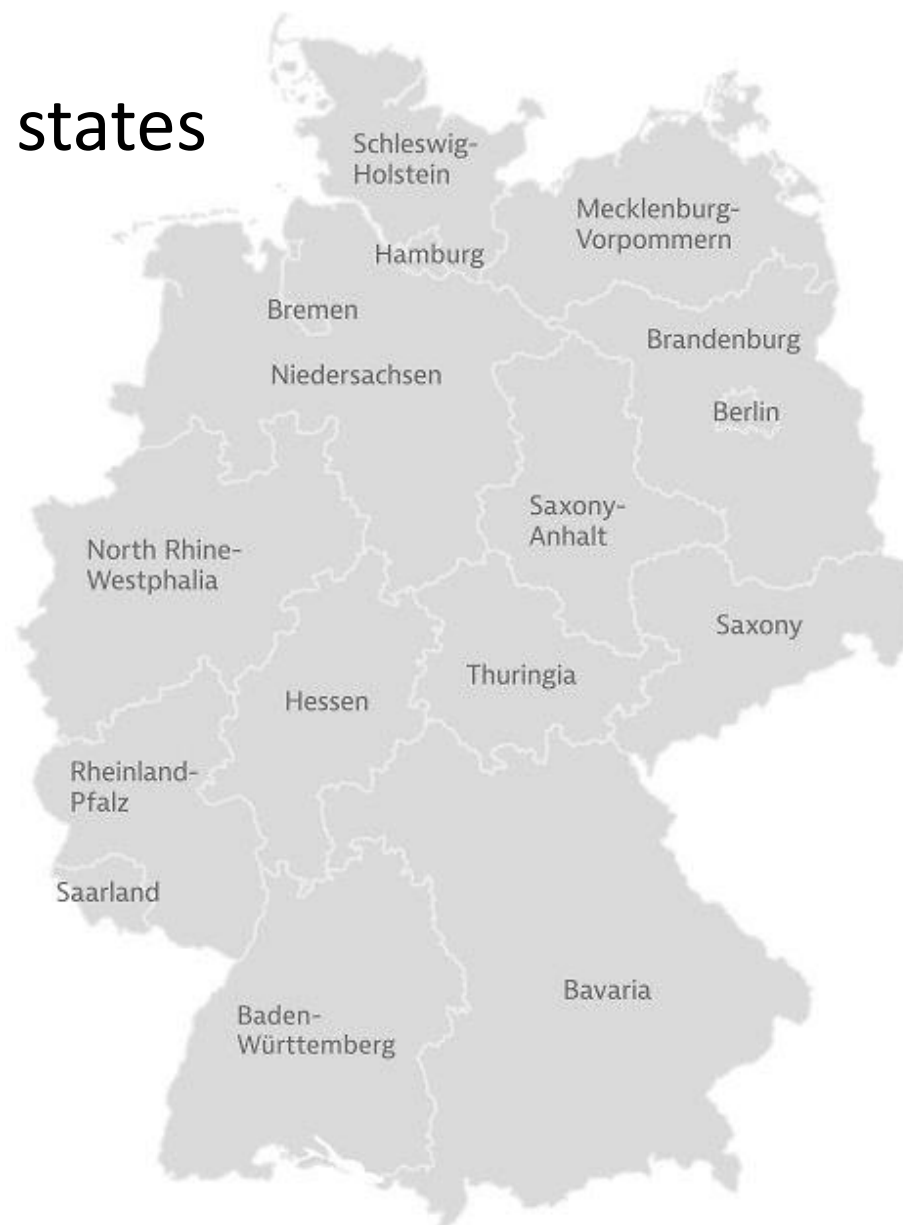 states
Schleswig-
Holstein
Mecklenburg-
Vorpommern
Hamburg
Bremen
Brandenburg
Niedersachsen
Berlin
Saxony-
Anhalt
North Rhine-
Westphalia
Saxony
Thuringia
Hessen
Rheinland-
Pfalz
Saarland
Bavaria
Baden-
Württemberg